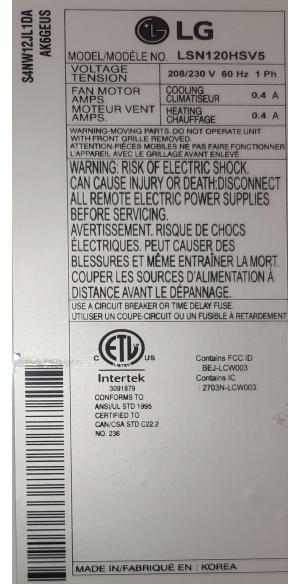 S4NW12JL1DA
AKGGEUS
LG
MODEL/MODÈLE NO. LSN120HSV5
VOLTAGE
TENSION
208/230 V 60 Hz 1 Ph
FAN MOTOR
AMPS.
MOTEUR VENT
AMPS.
COOLING
CLIMATISEUR
0.4 A
HEATING
CHAUFFAGE
0.4 A
WARNING-MOVING PARTS. DO NOT OPERATE UNIT
WITH FRONT GRILLE REMOVED.
ATTENTION-PIÈCES MOBILES NE PAS FAIRE FONCTIONNER
L'APPAREIL AVEC LE GRILLAGE AVANT ENLEVÉ
WARNING: RISK OF ELECTRIC SHOCK.
CAN CAUSE INJURY OR DEATH:DISCONNECT
ALL REMOTE ELECTRIC POWER SUPPLIES
BEFORE SERVICING.
AVERTISSEMENT. RISQUE DE CHOCS
ÉLECTRIQUES. PEUT CAUSER DES
BLESSURES ET MÊME ENTRAÎNER LA MORT.
COUPER LES SOURCES D'ALIMENTATION À
DISTANCE AVANT LE DÉPANNAGE.
USE A CIRCUIT BREAKER OR TIME DELAY FUSE.
UTILISER UN COUPE-CIRCUIT OU UN FUSIBLE À RETARDEMENT
C ETL US
LISTED
Intertek
3091879
CONFORMS TO
ANSI/UL STD 1995
CERTIFIED TO
CAN/CSA STD C22.2
NO. 236
Contains FCC ID
: BEJ-LCW003
Contains IC
: 2703N-LCW003
MADE IN/FABRIQUÉ EN : KOREA